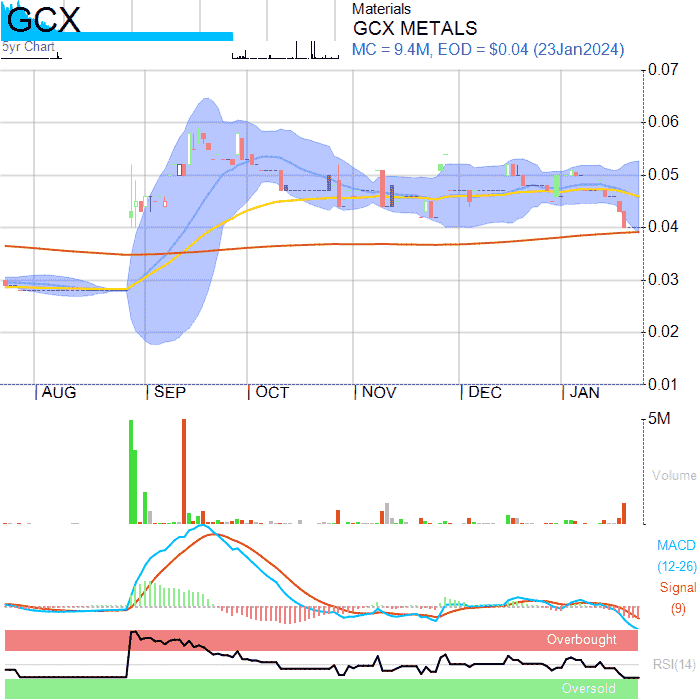 GCX
Materials
GCX METALS
5yr Chart
MC = 9.4M, EOD = $0.04 (23Jan2024)
0.07
0.06
0.05
0.04
0.03
0.02
0.01
AUG SEP OCT NOV DEC JAN
5M
Volume
MACD
(12-26)
Signal
(9)
Overbought
RSI(14)
Oversold